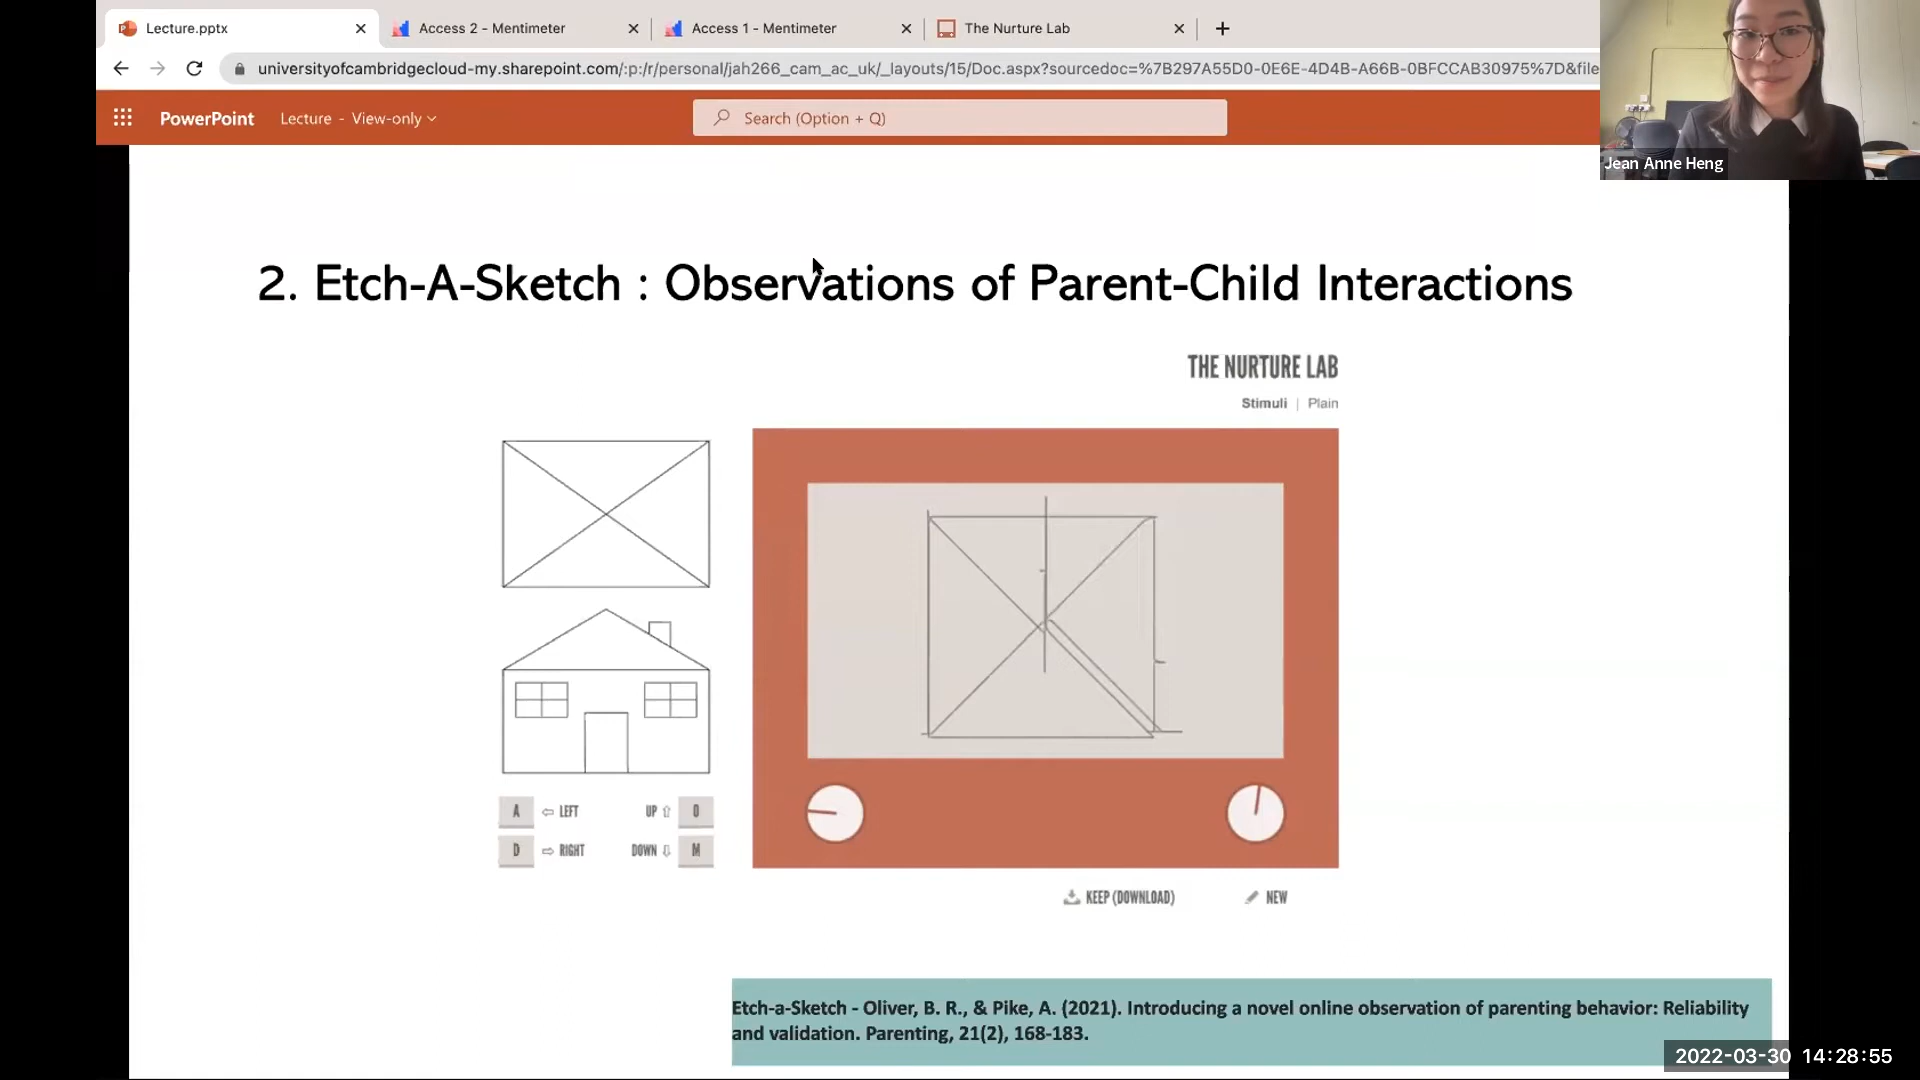 Lecture.pptx
Access 2 - Mentimeter
Access 1 - Mentimeter
The Nurture Lab
universityofcambridgecloud-my.sharepoint.com/:p:/r/personal/jah266_cam_ac_uk/_layouts/15/Doc.aspx?sourcedoc=%7B297A55D0-0E6E-4D4B-A66B-0BFCCAB30975%7D&file
PowerPoint
Lecture - View-only
Search (Option + Q)
Jean Anne Heng
2. Etch-A-Sketch : Observations of Parent-Child Interactions
THE NURTURE LAB
Stimuli | Plain
A ⇦ LEFT UP ⇧ O
D ⇨ RIGHT DOWN ⇩ M
KEEP (DOWNLOAD) NEW
Etch-a-Sketch - Oliver, B. R., & Pike, A. (2021). Introducing a novel online observation of parenting behavior: Reliability
and validation. Parenting, 21(2), 168-183.
2022-03-30 14:28:55